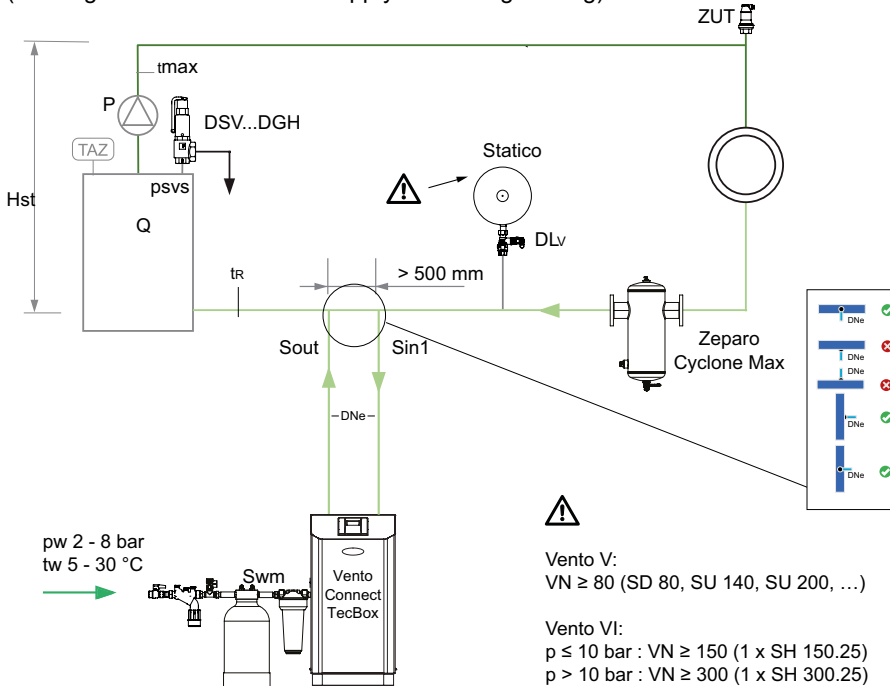 ZUT
tmax
P
DSV...DGH
TAZ
Statico
psvs
Hst
Q
DLV
tR
> 500 mm
Sout
Sin1
Zeparo
Cyclone Max
DNe
DNe
DNe
DNe
DNe
DNe
pw 2 - 8 bar
tw 5 - 30 °C
Swm
Vento
Connect
TecBox
Vento V:
VN ≥ 80 (SD 80, SU 140, SU 200, …)
Vento VI:
p ≤ 10 bar : VN ≥ 150 (1 x SH 150.25)
p > 10 bar : VN ≥ 300 (1 x SH 300.25)